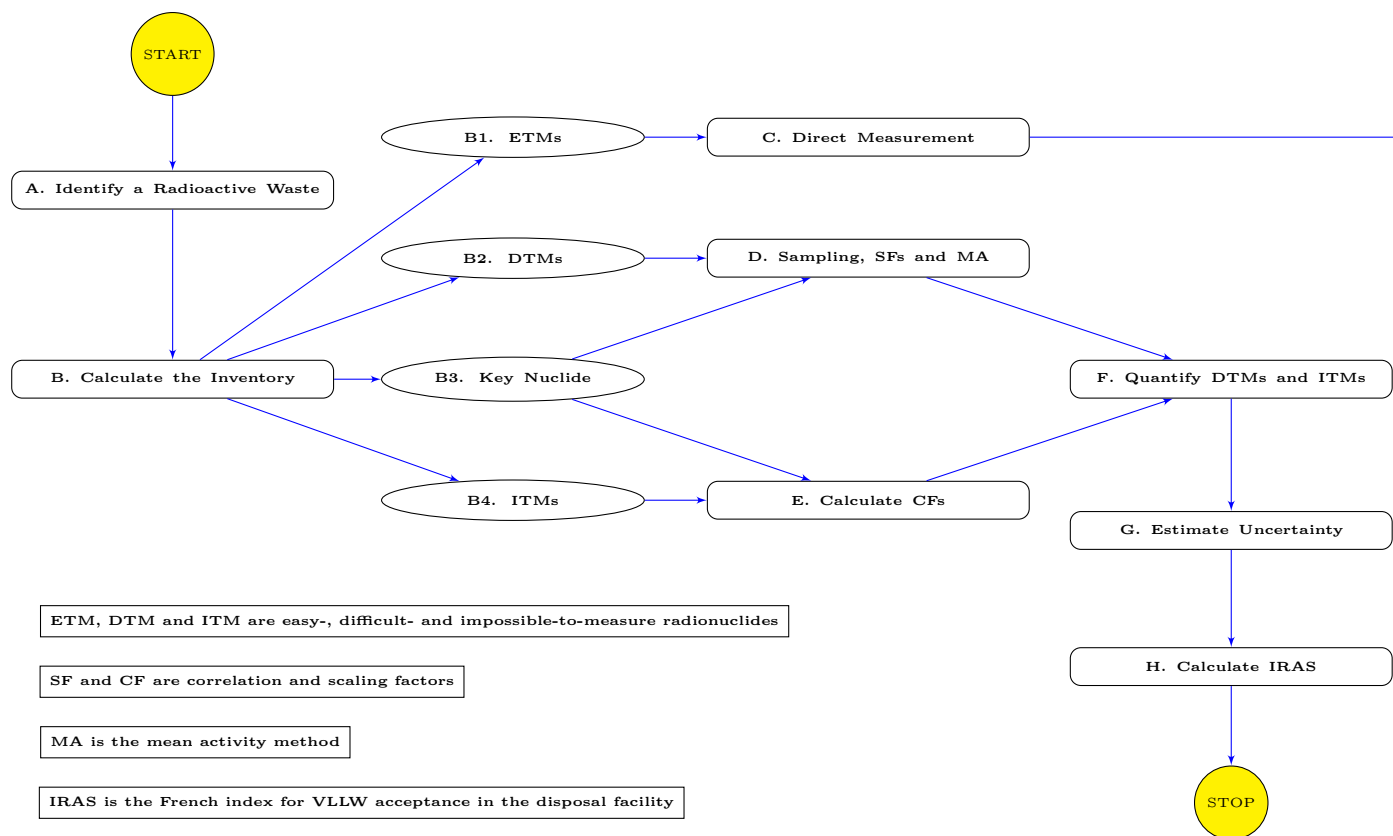 START
A. Identify a Radioactive Waste
B. Calculate the Inventory
B1. ETMs
B2. DTMs
B3. Key Nuclide
B4. ITMs
C. Direct Measurement
D. Sampling, SFs and MA
E. Calculate CFs
F. Quantify DTMs and ITMs
G. Estimate Uncertainty
H. Calculate IRAS
STOP
ETM, DTM and ITM are easy-, difficult- and impossible-to-measure radionuclides
SF and CF are correlation and scaling factors
MA is the mean activity method
IRAS is the French index for VLLW acceptance in the disposal facility